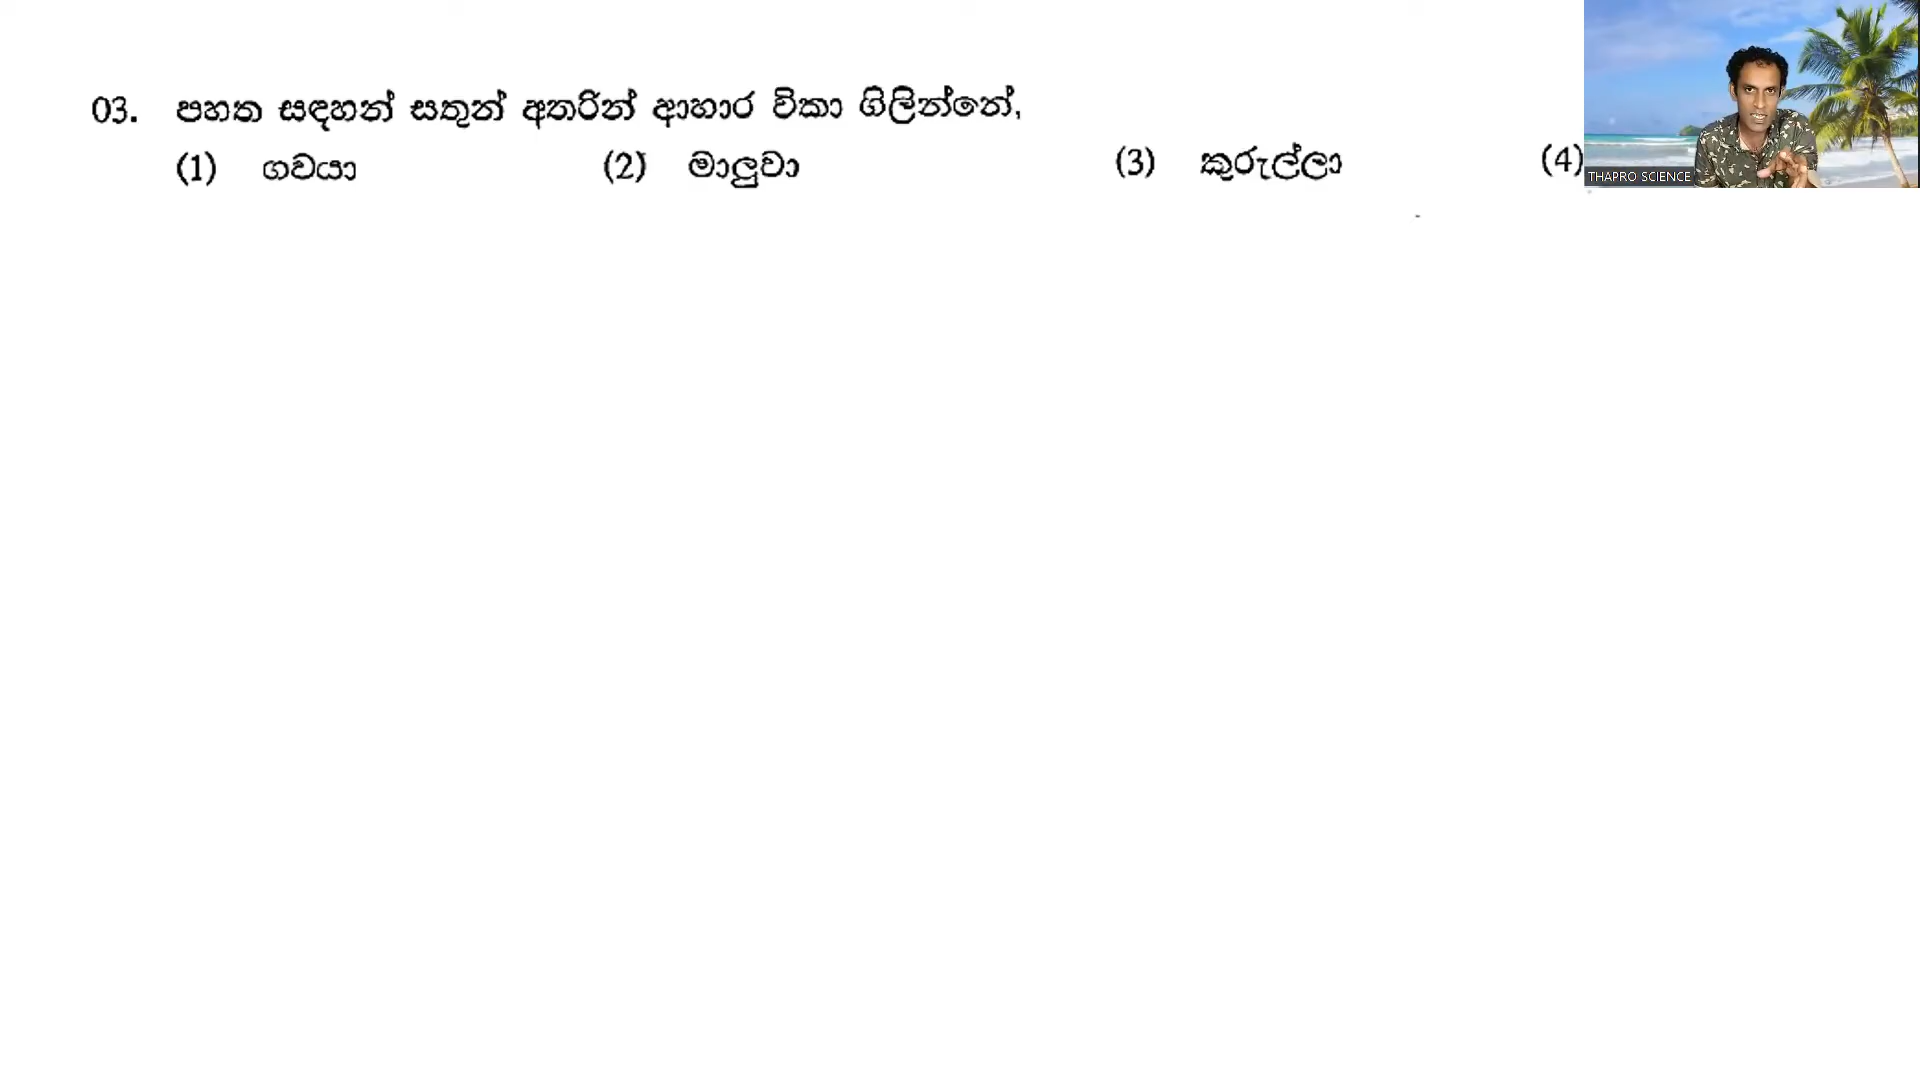 03. පහත සඳහන් සතුන් අතරින් ආහාර විකා ගිලින්නේ,
(1) ගවයා (2) මාලුවා (3) කුරුල්ලා (4)
THAPRO SCIENCE